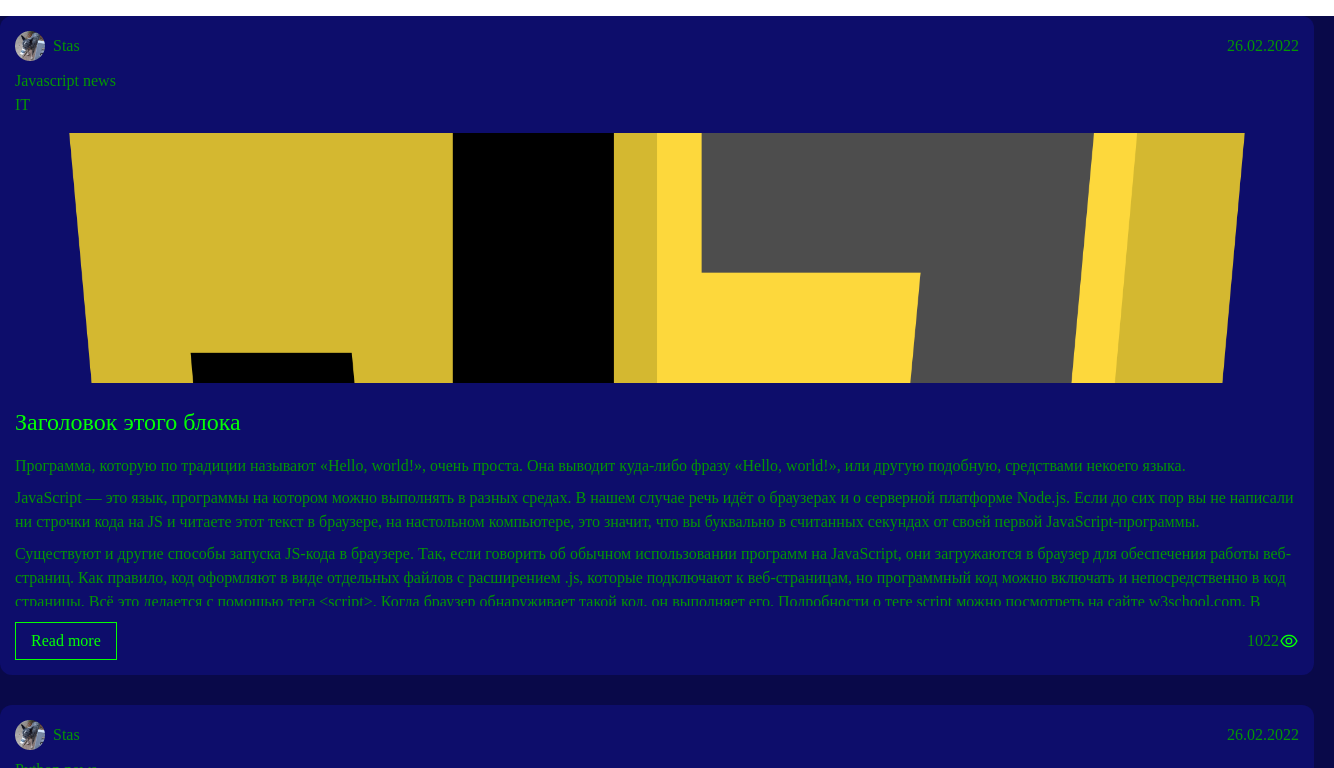 Stas
26.02.2022
Javascript news
IT
Заголовок этого блока
Программа, которую по традиции называют «Hello, world!», очень проста. Она выводит куда-либо фразу «Hello, world!», или другую подобную, средствами некоего языка.
JavaScript — это язык, программы на котором можно выполнять в разных средах. В нашем случае речь идёт о браузерах и о серверной платформе Node.js. Если до сих пор вы не написали
ни строчки кода на JS и читаете этот текст в браузере, на настольном компьютере, это значит, что вы буквально в считанных секундах от своей первой JavaScript-программы.
Существуют и другие способы запуска JS-кода в браузере. Так, если говорить об обычном использовании программ на JavaScript, они загружаются в браузер для обеспечения работы веб-
страниц. Как правило, код оформляют в виде отдельных файлов с расширением .js, которые подключают к веб-страницам, но программный код можно включать и непосредственно в код
страницы. Всё это делается с помощью тега <script>. Когда браузер обнаруживает такой код, он выполняет его. Подробности о теге script можно посмотреть на сайте w3school.com. В
Read more
1022
Stas
26.02.2022
Python news